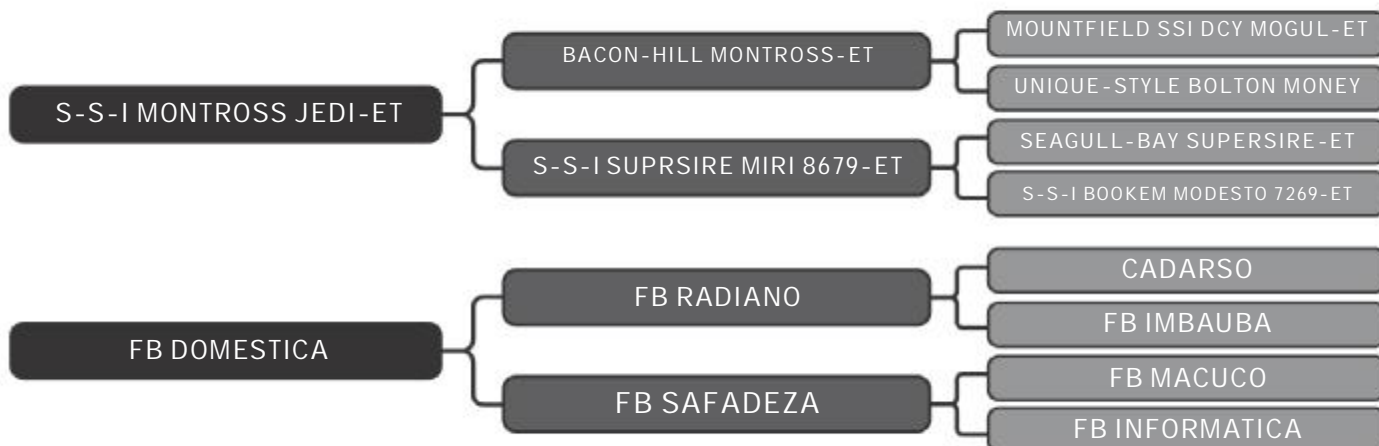 MOUNTFIELD SSI DCY MOGUL-ET
BACON-HILL MONTROSS-ET
UNIQUE-STYLE BOLTON MONEY
S-S-I MONTROSS JEDI-ET
SEAGULL-BAY SUPERSIRE-ET
S-S-I SUPRSIRE MIRI 8679-ET
S-S-I BOOKEM MODESTO 7269-ET
CADARSO
FB RADIANO
FB IMBAUBA
FB DOMESTICA
FB MACUCO
FB SAFADEZA
FB INFORMATICA